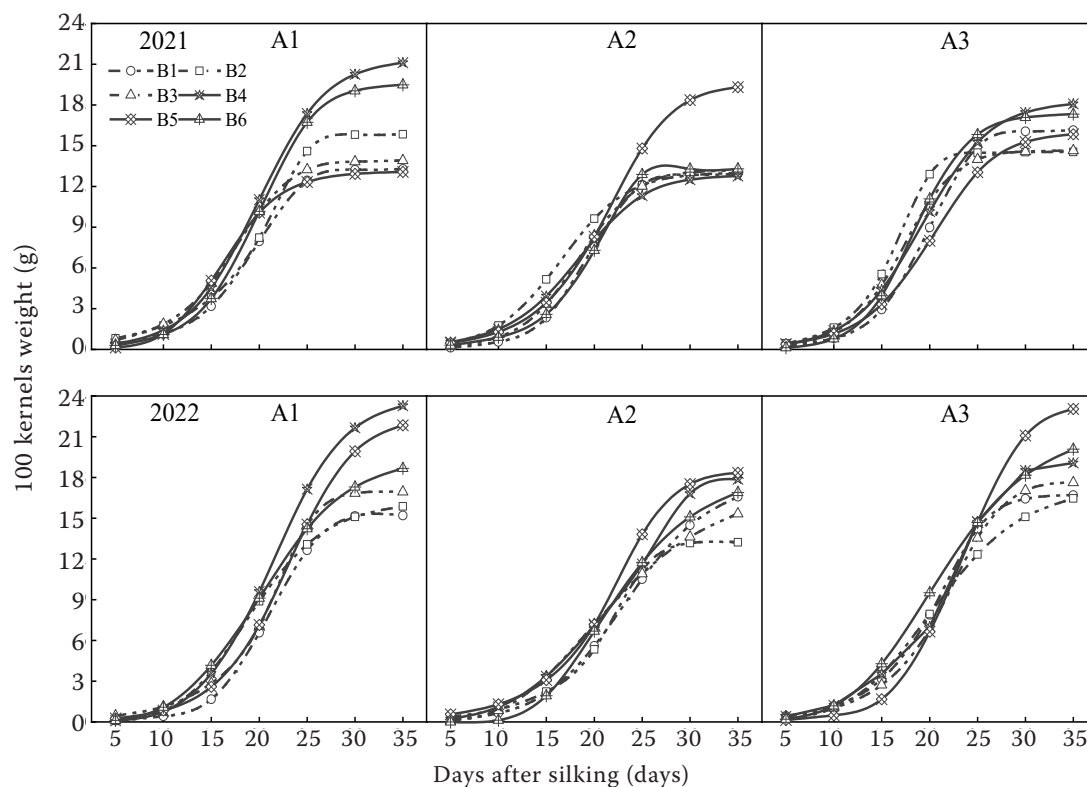 24
21
18
15
12
9
6
3
0
2021 A1
B1 B2
B3 B4
B5 B6
A2
A3
100 kernels weight (g)
24
21
18
15
12
9
6
3
0
2022 A1
A2
A3
5 10 15 20 25 30 35 5 10 15 20 25 30 35 5 10 15 20 25 30 35
Days after silking (days)